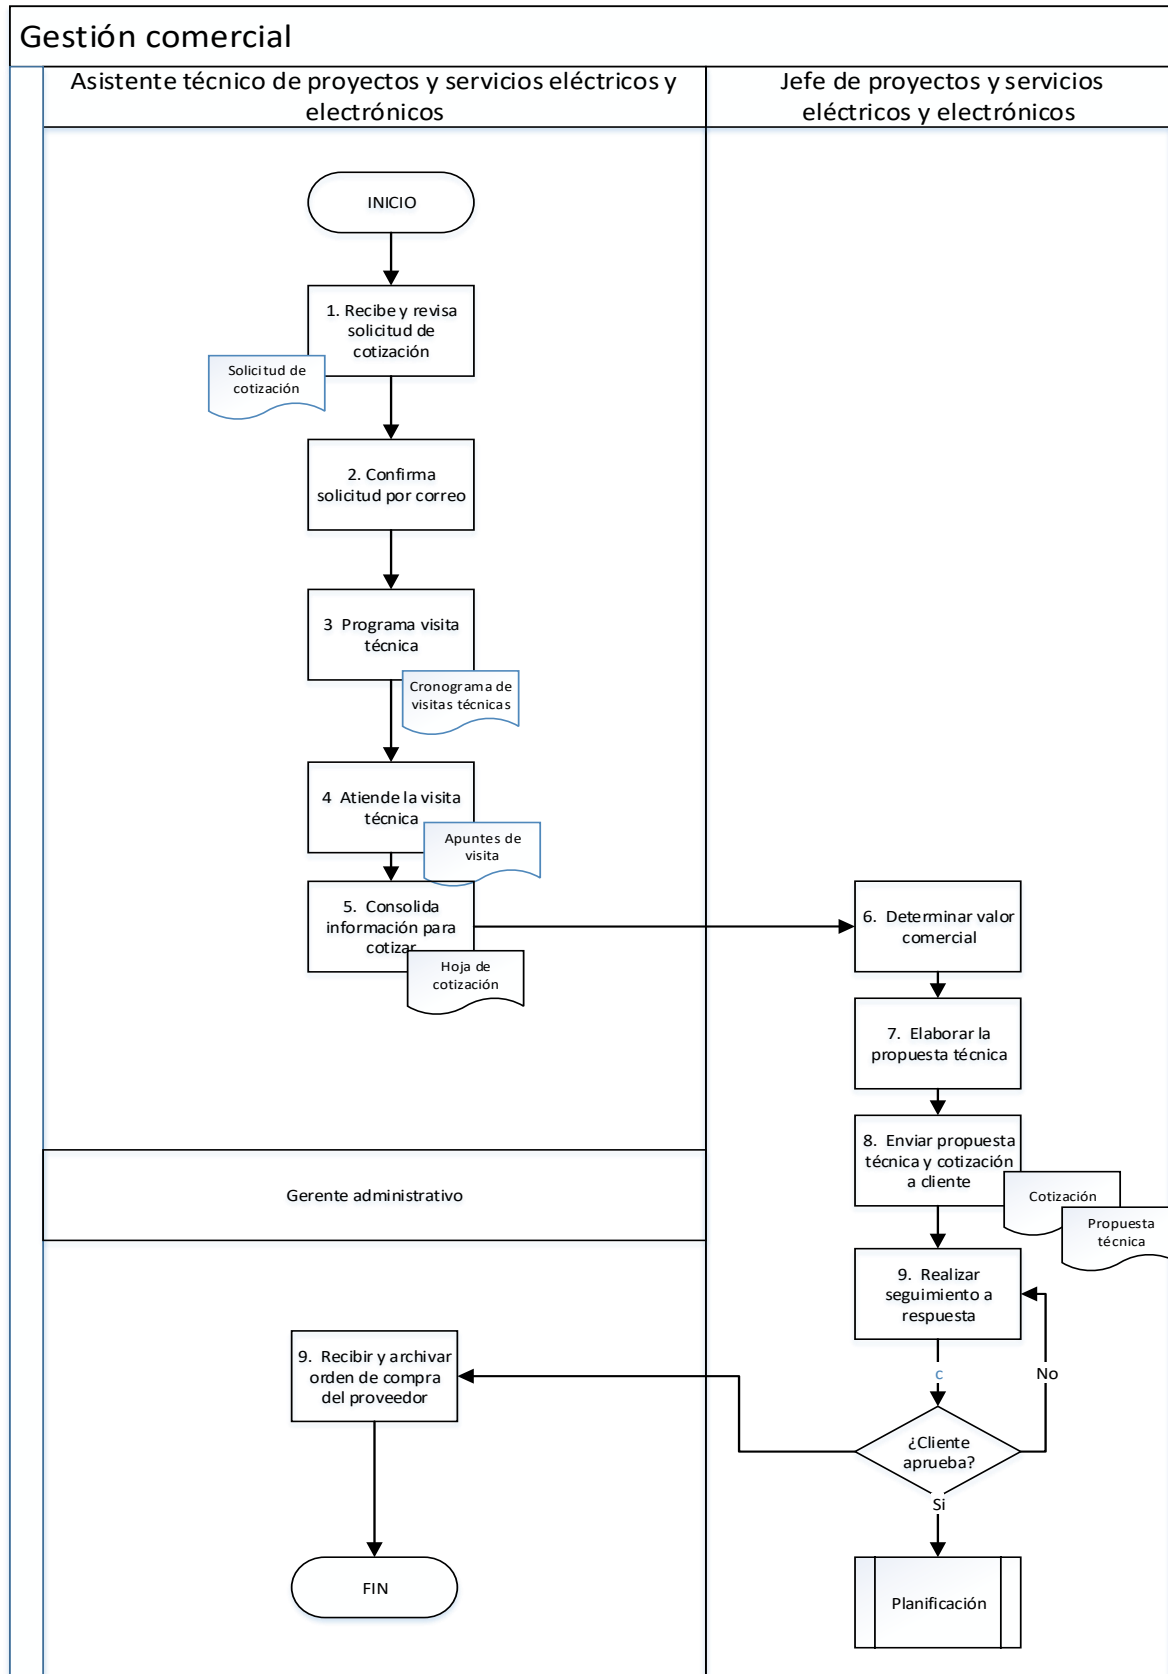 Gestión comercial
Asistente técnico de proyectos y servicios eléctricos y
electrónicos
Jefe de proyectos y servicios
eléctricos y electrónicos
INICIO
1. Recibe y revisa
solicitud de
cotización
Solicitud de
cotización
2. Confirma
solicitud por correo
3 Programa visita
técnica
Cronograma de
visitas técnicas
4 Atiende la visita
técnica
Apuntes de
visita
5. Consolida
información para
cotizar
Hoja de
cotización
6. Determinar valor
comercial
7. Elaborar la
propuesta técnica
8. Enviar propuesta
técnica y cotización
a cliente
Cotización
Propuesta
técnica
9. Realizar
seguimiento a
respuesta
c
No
¿Cliente
aprueba?
Si
Planificación
Gerente administrativo
9. Recibir y archivar
orden de compra
del proveedor
FIN